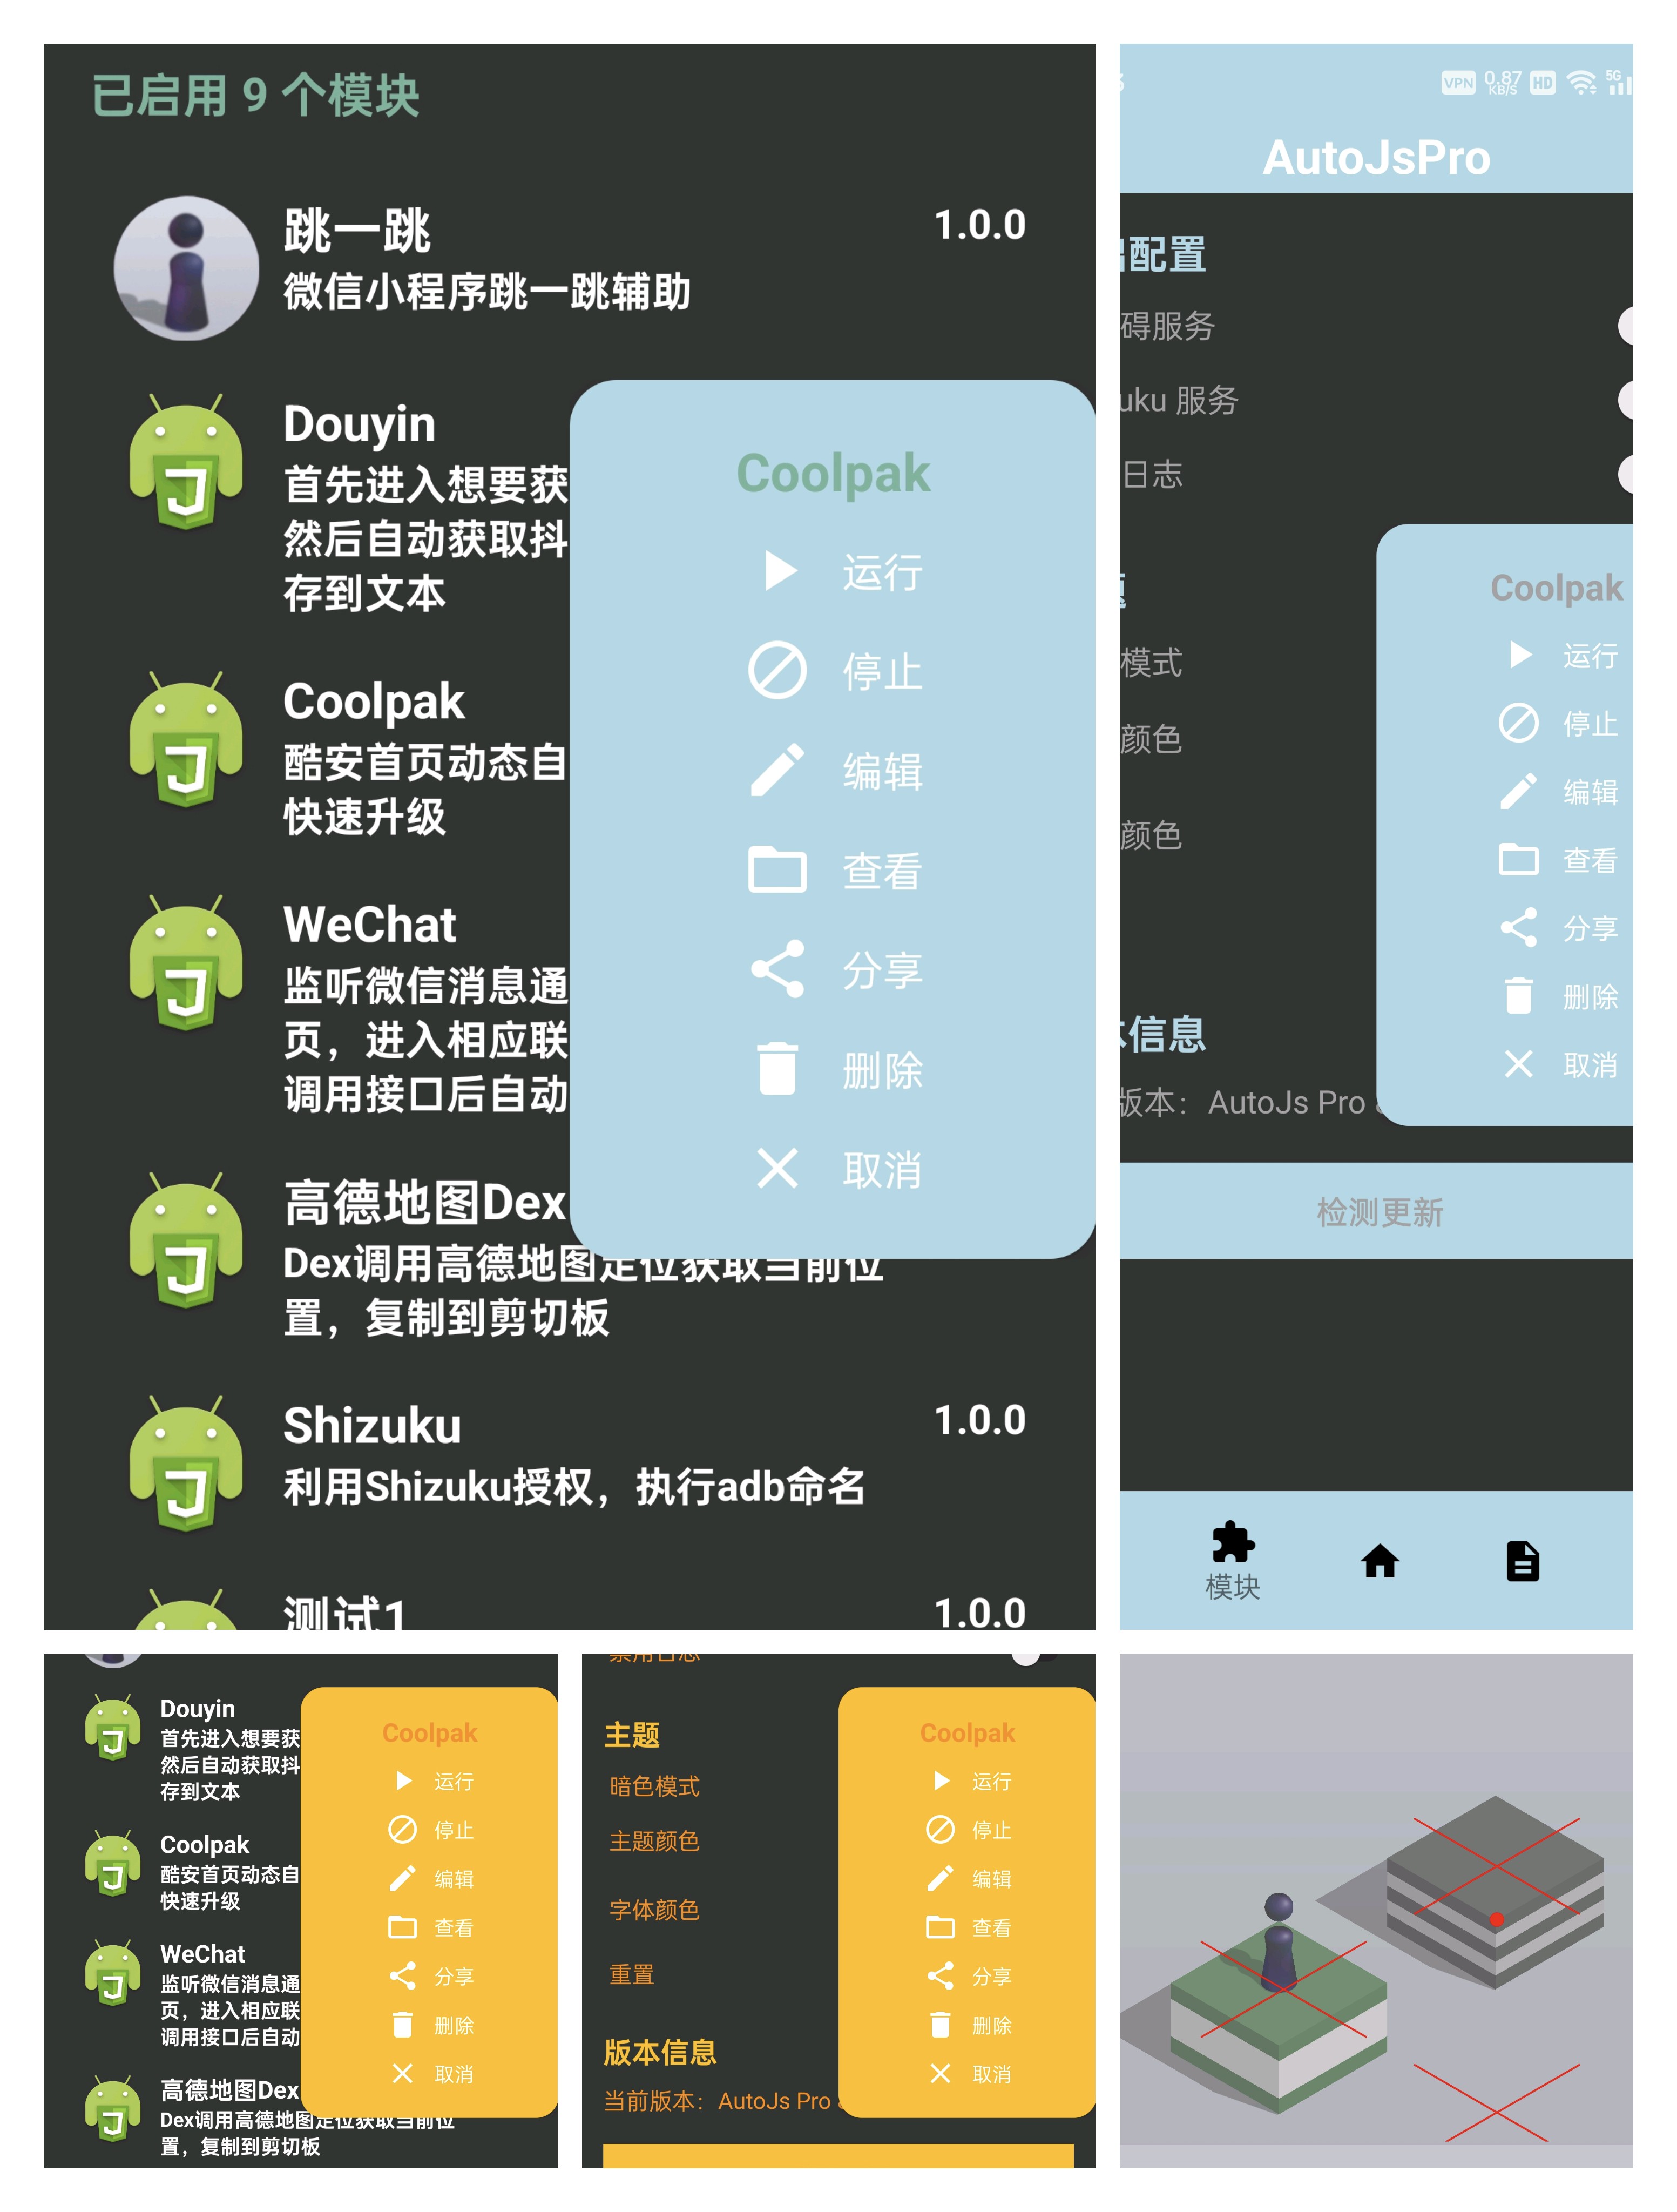 已启用 9 个模块
跳一跳
1.0.0
微信小程序跳一跳辅助
Douyin
首先进入想要获
然后自动获取抖
存到文本
Coolpak
酷安首页动态自
快速升级
WeChat
监听微信消息通
页，进入相应联
调用接口后自动
高德地图Dex
Dex调用高德地图定位获取当前位
置，复制到剪切板
Shizuku
1.0.0
利用Shizuku授权，执行adb命名
测试1
1.0.0
Coolpak
运行
停止
编辑
查看
分享
删除
取消
VPN
0.87
KB/S
HD
5G
AutoJsPro
配置
碍服务
uku 服务
日志
模式
颜色
颜色
信息
版本：AutoJs Pro
Coolpak
运行
停止
编辑
查看
分享
删除
取消
检测更新
模块
Douyin
首先进入想要获
然后自动获取抖
存到文本
Coolpak
酷安首页动态自
快速升级
WeChat
监听微信消息通
页，进入相应联
调用接口后自动
高德地图Dex
Dex调用高德地图定位获取当前位
置，复制到剪切板
Coolpak
运行
停止
编辑
查看
分享
删除
取消
禁用日志
主题
暗色模式
主题颜色
字体颜色
重置
版本信息
当前版本：AutoJs Pro
Coolpak
运行
停止
编辑
查看
分享
删除
取消